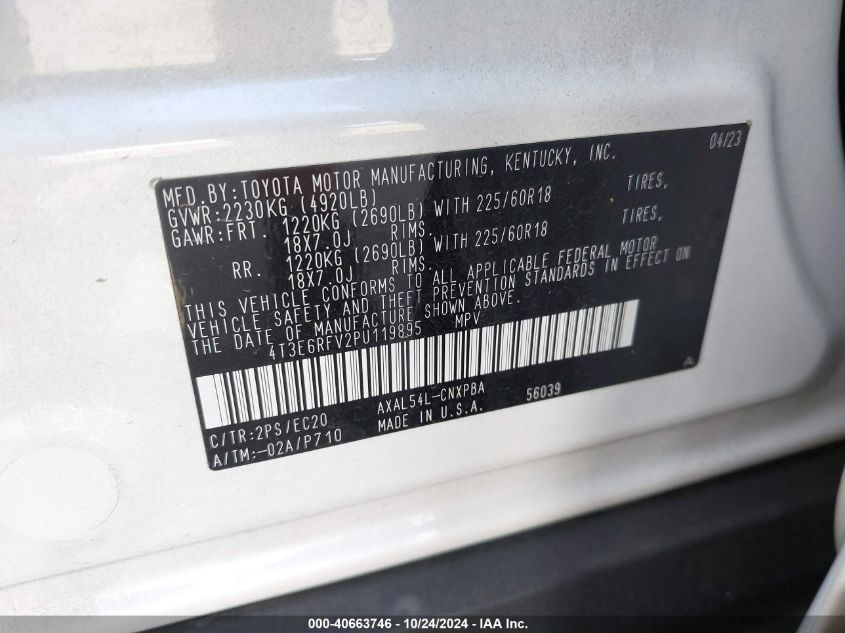 04/23
MFD.BY:TOYOTA MOTOR MANUFACTURING, KENTUCKY, INC.
GVWR:2230KG (4920LB)
GAWR:FRT. 1220KG (2690LB) WITH 225/60R18 TIRES,
18X7.0J RIMS.
RR. 1220KG (2690LB) WITH 225/60R18 TIRES,
18X7.0J RIMS.
THIS VEHICLE CONFORMS TO ALL APPLICABLE FEDERAL MOTOR
VEHICLE SAFETY AND THEFT PREVENTION STANDARDS IN EFFECT ON
THE DATE OF MANUFACTURE SHOWN ABOVE.
4T3E6RFV2PU119895 MPV
A
C/TR:2PS/EC20 AXAL54L-CNXPBA 56039
A/TM:-02A/P710 MADE IN U.S.A.
000-40663746 - 10/24/2024 - IAA Inc.